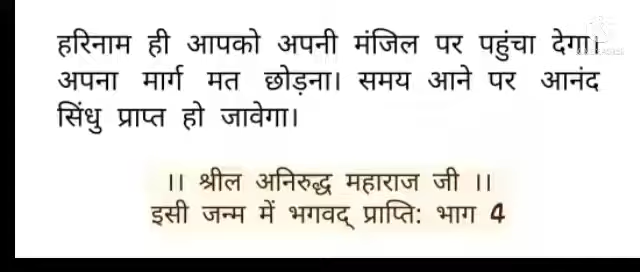 हरिनाम ही आपको अपनी मंजिल पर पहुंचा देगा।
अपना मार्ग मत छोड़ना। समय आने पर आनंद
सिंधु प्राप्त हो जावेगा।
।। श्रील अनिरुद्ध महाराज जी ।।
इसी जन्म में भगवद् प्राप्ति: भाग 4